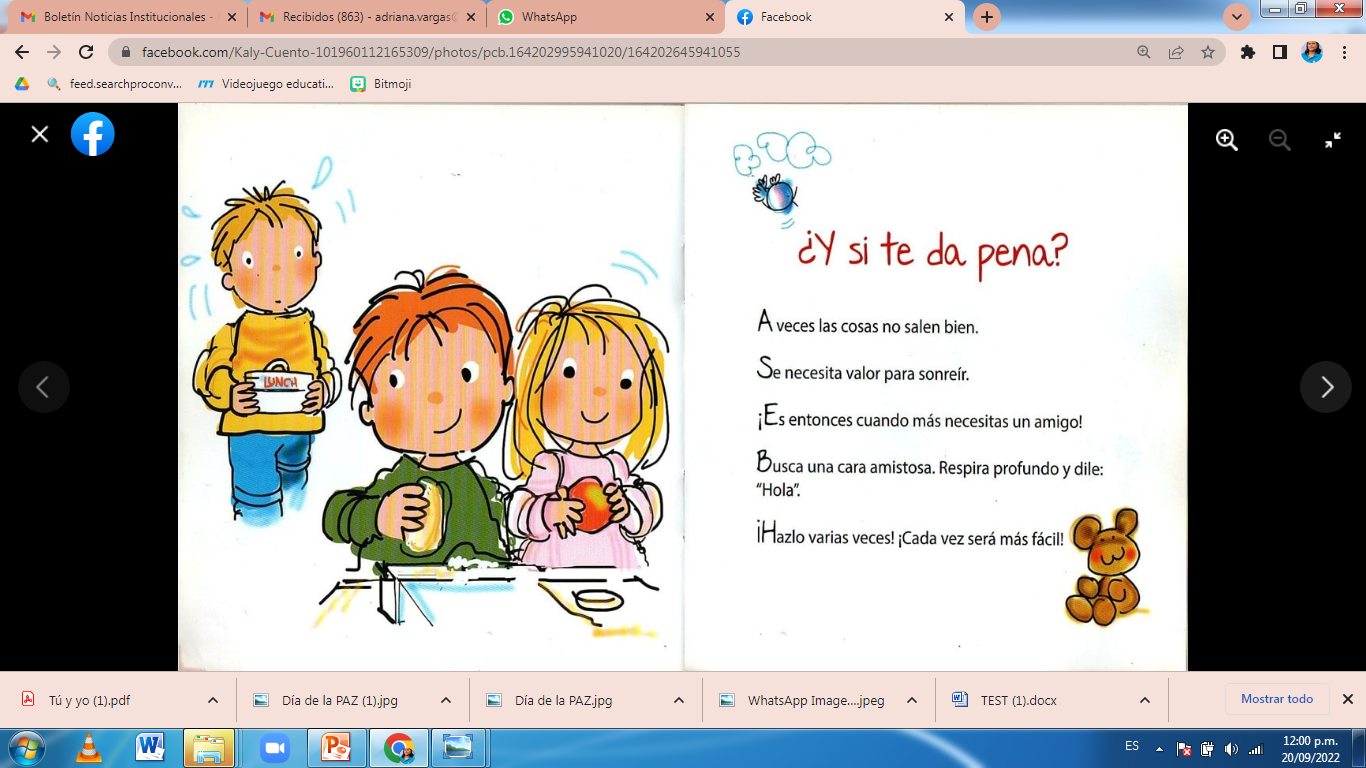 Boletín Noticias Institucionales -
Recibidos (863) - adriana.vargas@
WhatsApp
Facebook
facebook.com/Kaly-Cuento-101960112165309/photos/pcb.164202995941020/164202645941055
feed.searchproconv...
Videojuego educati...
Bitmoji
LUNCH
¿Y si te da pena?
A veces las cosas no salen bien.
Se necesita valor para sonreír.
¡Es entonces cuando más necesitas un amigo!
Busca una cara amistosa. Respira profundo y dile:
“Hola”.
¡Hazlo varias veces! ¡Cada vez será más fácil!
Tú y yo (1).pdf
Día de la PAZ (1).jpg
Día de la PAZ.jpg
WhatsApp Image....jpeg
TEST (1).docx
Mostrar todo
ES
12:00 p.m.
20/09/2022